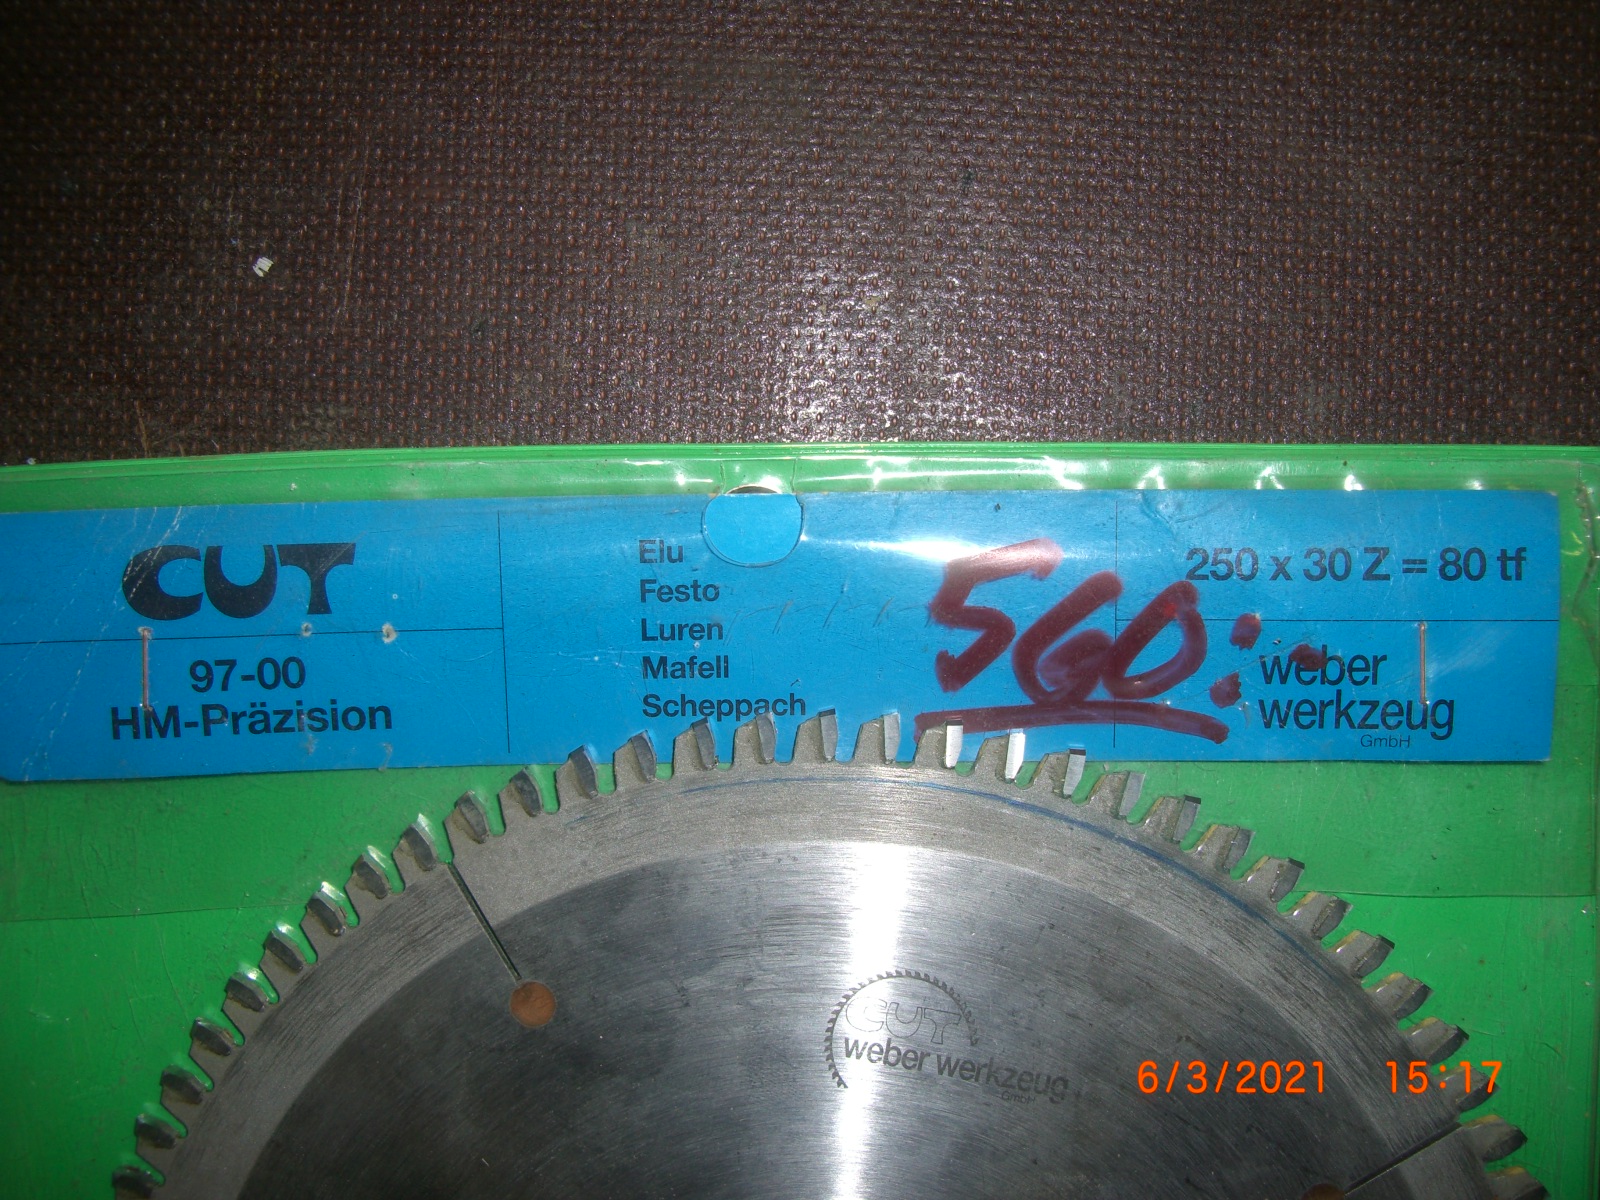 CUT
97-00
HM-Präzision
Elu
Festo
Luren
Mafell
Scheppach
560:
250 x 30 Z = 80 tf
weber
werkzeug
GmbH
CUT
weber werkzeug
GmbH
6/3/2021 15:17